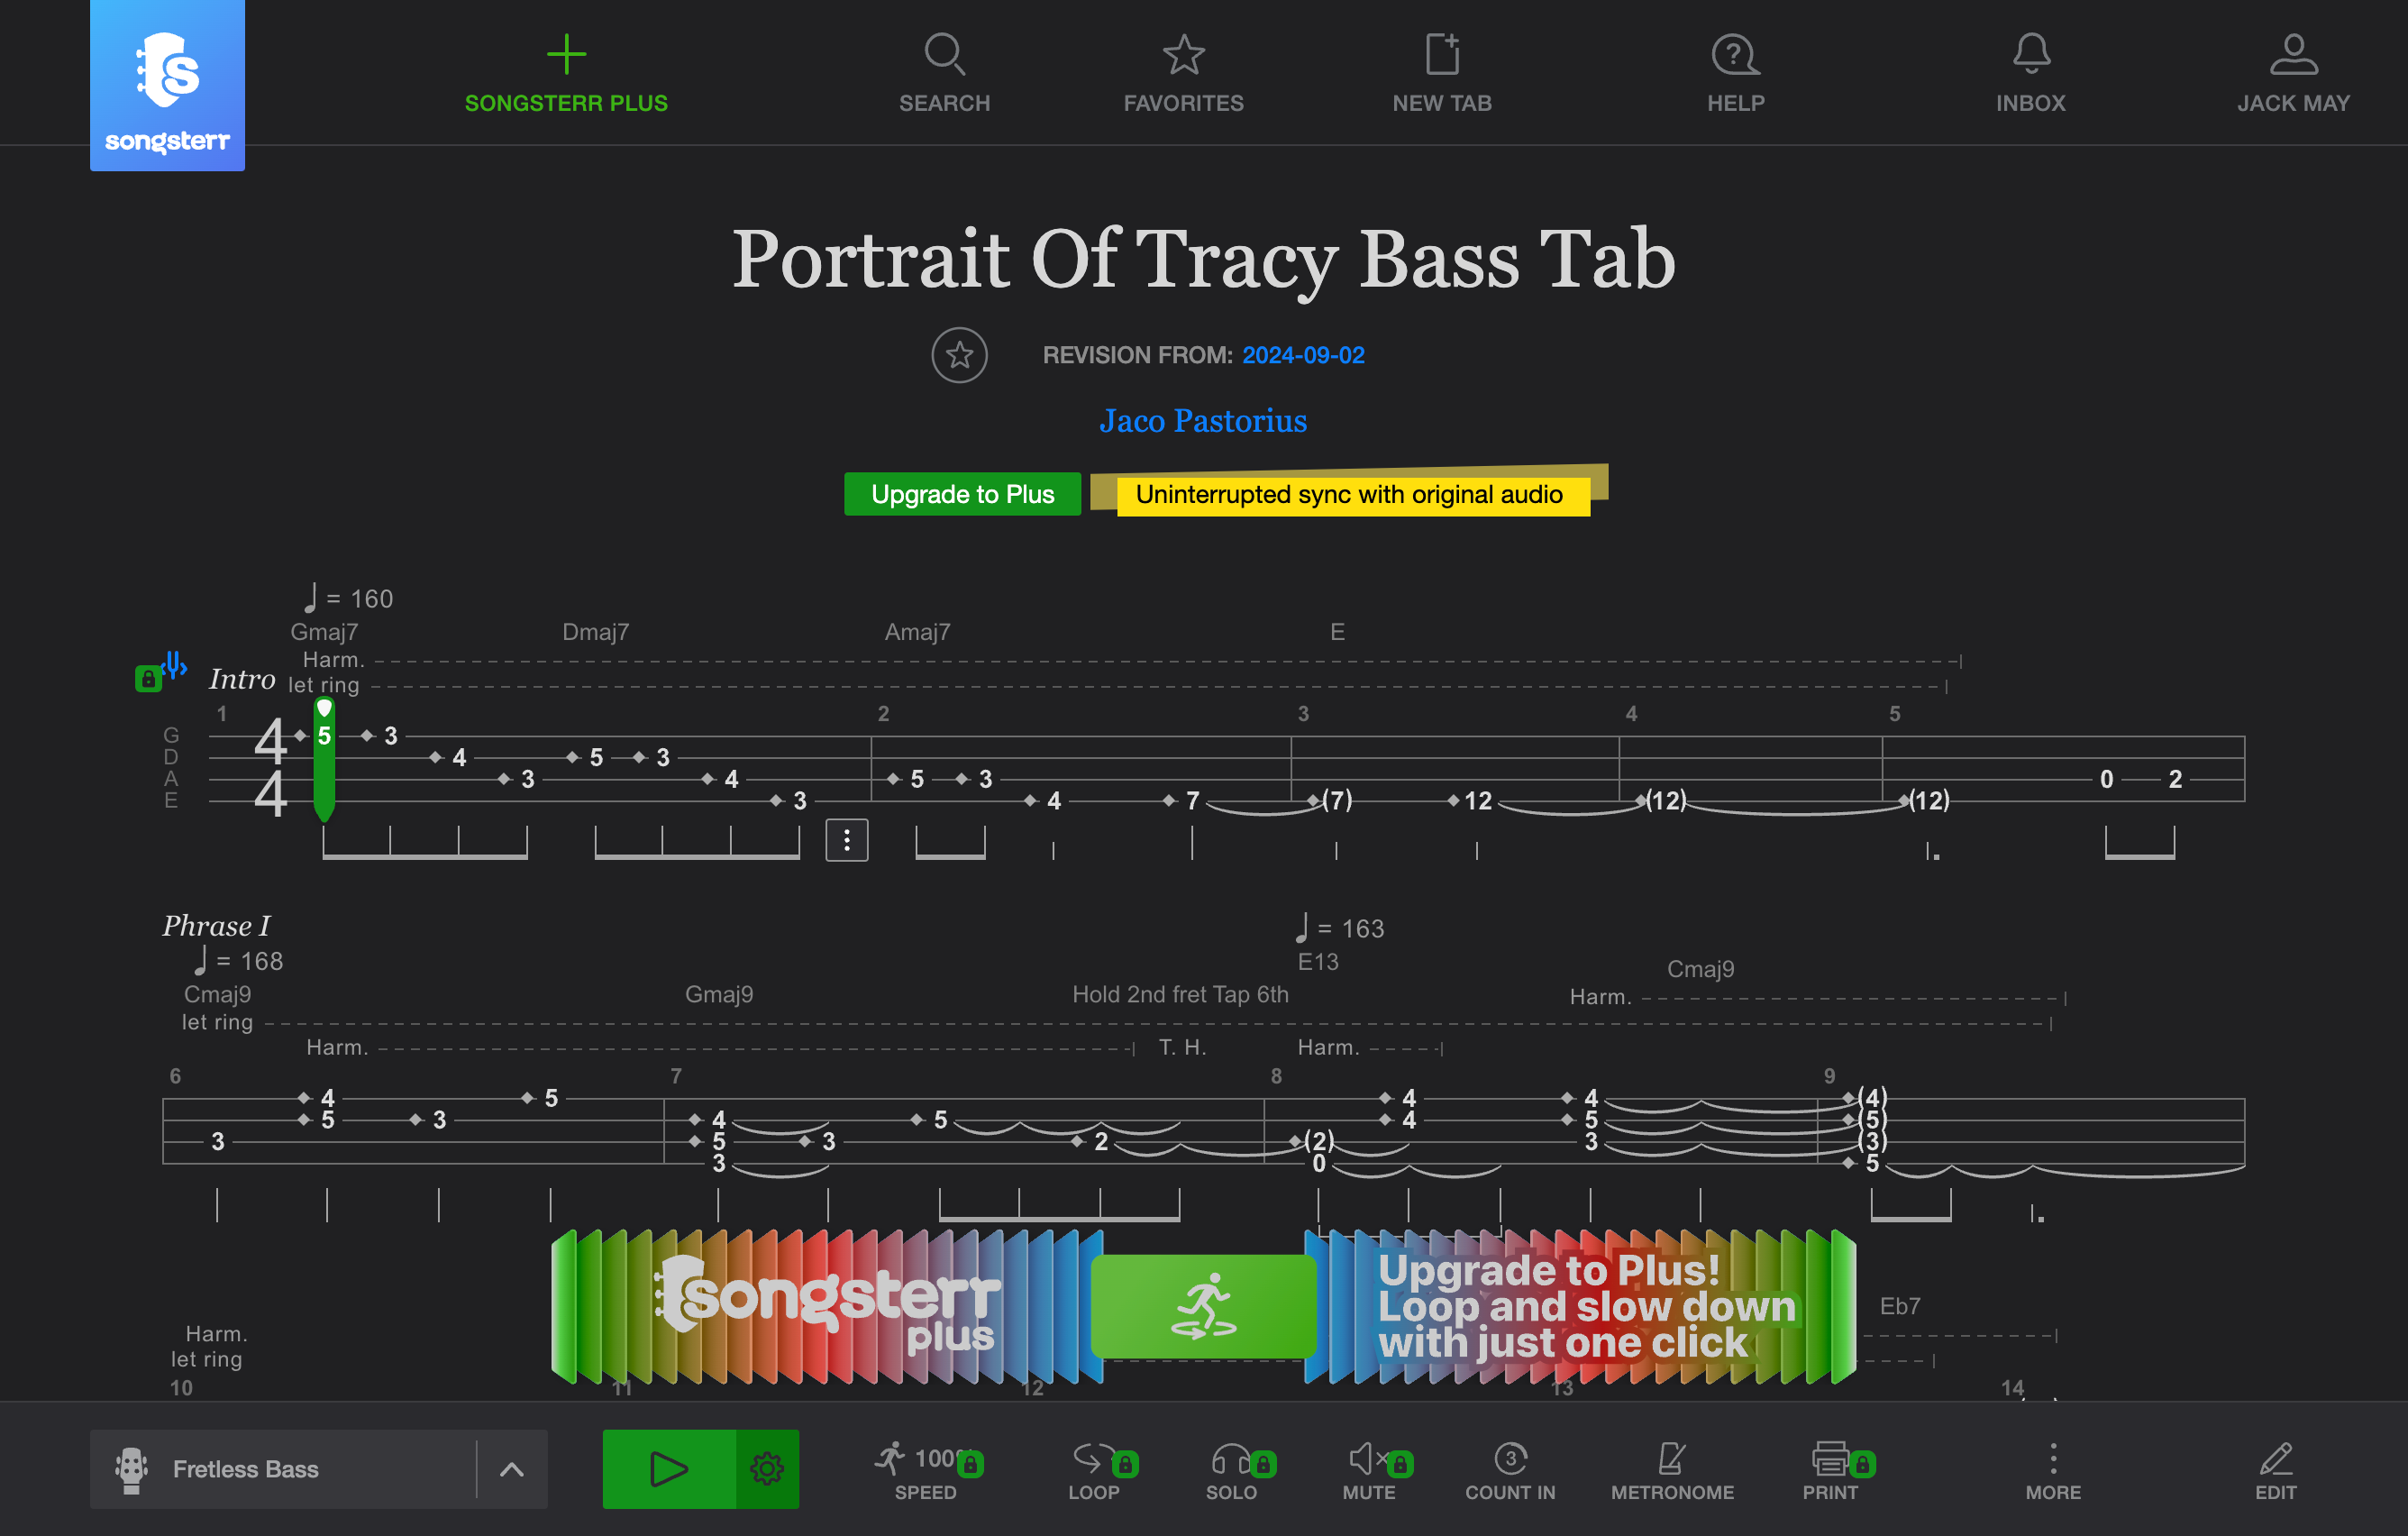 songsterr
SONGSTERR PLUS
SEARCH
FAVORITES
NEW TAB
HELP
INBOX
JACK MAY
Portrait Of Tracy Bass Tab
REVISION FROM: 2024-09-02
Jaco Pastorius
Upgrade to Plus
Uninterrupted sync with original audio
= 160
Gmaj7 Dmaj7 Amaj7 E
Harm.
Intro let ring
1 2 3 4 5
G 5 3
D 4 5 3
A 3 4 5 3 0 2
E 3 4 7 (7) 12 (12) (12)
4
4
Phrase I
= 168
= 163
E13
Cmaj9 Gmaj9 Hold 2nd fret Tap 6th Cmaj9
let ring Harm.
Harm. T. H. Harm.
6 7 8 9
4 5 4 4 (4)
5 3 4 5 4 5 (5)
3 5 3 2 (2) 3 (3)
3 0 5
songsterr
plus
Upgrade to Plus!
Loop and slow down
with just one click
Eb7
Harm.
let ring
10 11 12 13 14
Fretless Bass
100%
SPEED
LOOP
SOLO
MUTE
3
COUNT IN
METRONOME
PRINT
MORE
EDIT